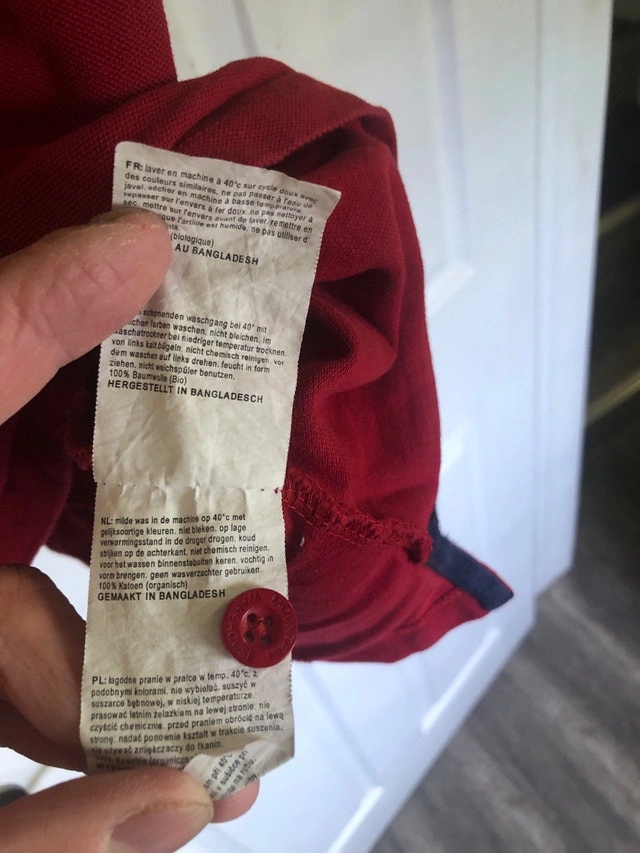 FR: laver en machine à 40°c sur cycle doux avec
des couleurs similaires, ne pas passer à l'eau de
javel, sécher en machine à basse température,
repasser sur l'envers à fer doux, ne pas nettoyer à
sec, mettre sur l'envers avant de laver, remettre en
que l'article est humide, ne pas utiliser d'
(biologique)
AU BANGLADESH
schonenden waschgang bei 40° mit
farben waschen, nicht bleichen, im
bei niedriger temperatur trocknen,
von links kalt bügeln, nicht chemisch reinigen, vor
dem waschen auf links drehen, feucht in form
ziehen, nicht weichspüler benutzen.
100% Baumwolle (Bio)
HERGESTELLT IN BANGLADESCH
NL: milde was in de machine op 40°c met
gelijksoortige kleuren, niet bleken, op lage
verwarmingsstand in de droger drogen, koud
strijken op de achterkant, niet chemisch reinigen,
voor het wassen binnenstebuiten keren, vochtig in
vorm brengen, geen wasverzachter gebruiken.
100% Katoen (organisch)
GEMAAKT IN BANGLADESH
PL: łagodne pranie w pralce w temp. 40°c, z
podobnymi kolorami, nie wybielać, suszyć w
suszarce bębnowej, w niskiej temperaturze,
prasować letnim żelazkiem na lewej stronie, nie
czyścić chemicznie, przed praniem obrócić na lewą
stronę, nadać ponownie kształt w trakcie suszenia,
nie używać zmiękczaczy do tkanin.